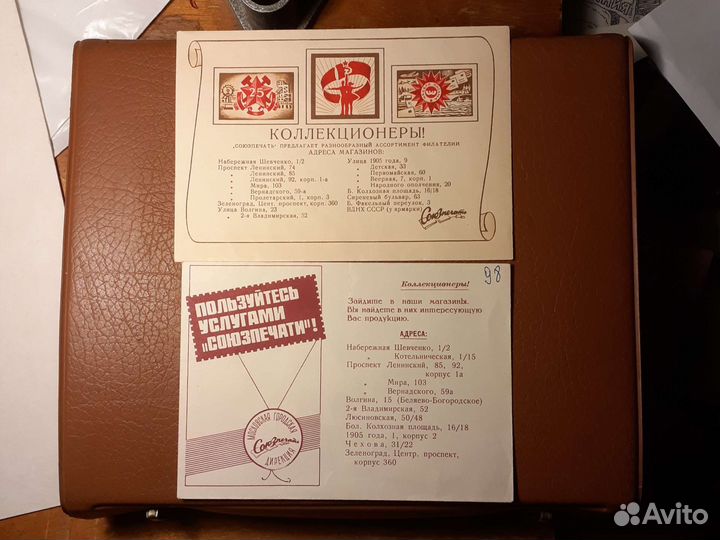 25
КОЛЛЕКЦИОНЕРЫ!
„СОЮЗПЕЧАТЬ“ ПРЕДЛАГАЕТ РАЗНООБРАЗНЫЙ АССОРТИМЕНТ ФИЛАТЕЛИИ
АДРЕСА МАГАЗИНОВ:
Набережная Шевченко, 1/2
Проспект Ленинский, 74
„ Ленинский, 85
„ Ленинский, 92, корп. 1-а
„ Мира, 103
„ Вернадского, 59-а
„ Пролетарский, 1, корп. 3
Зеленоград, Цент. проспект, корп. 360
Улица Волгина, 23
„ 2-я Владимирская, 52
Улица 1905 года, 9
„ Детская, 33
„ Первомайская, 60
„ Веерная, 7, корп. 1
„ Народного ополчения, 20
Б. Колхозная площадь, 16/18
Сиреневый бульвар, 63
Б. Факельный переулок, 3
ВДНХ СССР (у ярмарки)
Союзпечать
ПОЛЬЗУЙТЕСЬ
УСЛУГАМИ
„СОЮЗПЕЧАТИ"!
МОСКОВСКАЯ ГОРОДСКАЯ
Союзпечать
ДИРЕКЦИЯ
98
Коллекционеры!
Зайдите в наши магазины.
Вы найдете в них интересующую
Вас продукцию.
АДРЕСА:
Набережная Шевченко, 1/2
„ Котельническая, 1/15
Проспект Ленинский, 85, 92,
корпус 1а
„ Мира, 103
„ Вернадского, 59а
Волгина, 15 (Беляево-Богородское)
2-я Владимирская, 52
Люсиновская, 50/48
Бол. Колхозная площадь, 16/18
1905 года, 1, корпус 2
Чехова, 31/22
Зеленоград, Центр. проспект,
корпус 360
Avito